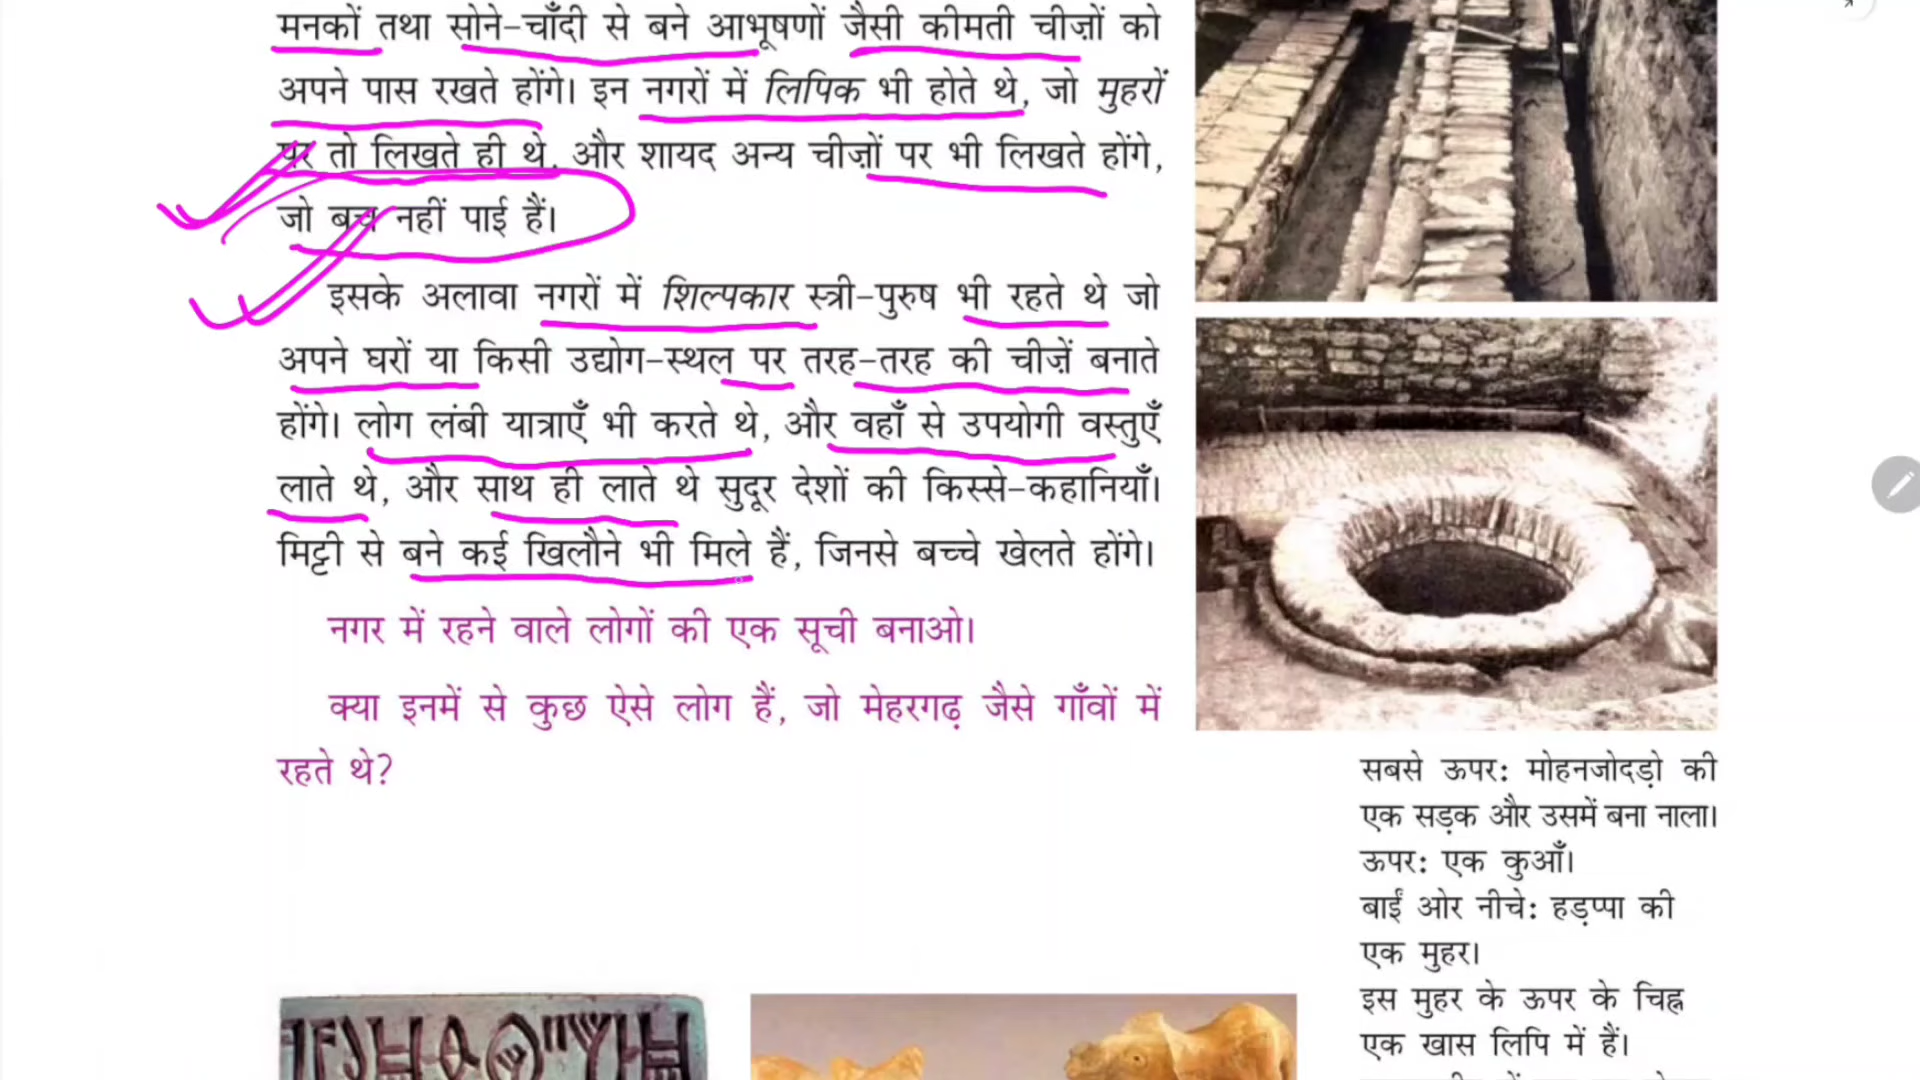 मनकों तथा सोने-चाँदी से बने आभूषणों जैसी कीमती चीज़ों को
अपने पास रखते होंगे। इन नगरों में लिपिक भी होते थे, जो मुहरों
पर तो लिखते ही थे, और शायद अन्य चीज़ों पर भी लिखते होंगे,
जो बच नहीं पाई हैं।
इसके अलावा नगरों में शिल्पकार स्त्री-पुरुष भी रहते थे जो
अपने घरों या किसी उद्योग-स्थल पर तरह-तरह की चीज़ें बनाते
होंगे। लोग लंबी यात्राएँ भी करते थे, और वहाँ से उपयोगी वस्तुएँ
लाते थे, और साथ ही लाते थे सुदूर देशों की किस्से-कहानियाँ।
मिट्टी से बने कई खिलौने भी मिले हैं, जिनसे बच्चे खेलते होंगे।
नगर में रहने वाले लोगों की एक सूची बनाओ।
क्या इनमें से कुछ ऐसे लोग हैं, जो मेहरगढ़ जैसे गाँवों में
रहते थे?
सबसे ऊपर: मोहनजोदड़ो की
एक सड़क और उसमें बना नाला।
ऊपर: एक कुआँ।
बाईं ओर नीचे: हड़प्पा की
एक मुहर।
इस मुहर के ऊपर के चिह्न
एक खास लिपि में हैं।